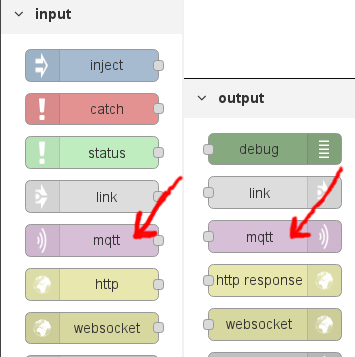 input
inject
catch
status
link
mqtt
http
websocket
output
debug
link
mqtt
http response
websocket